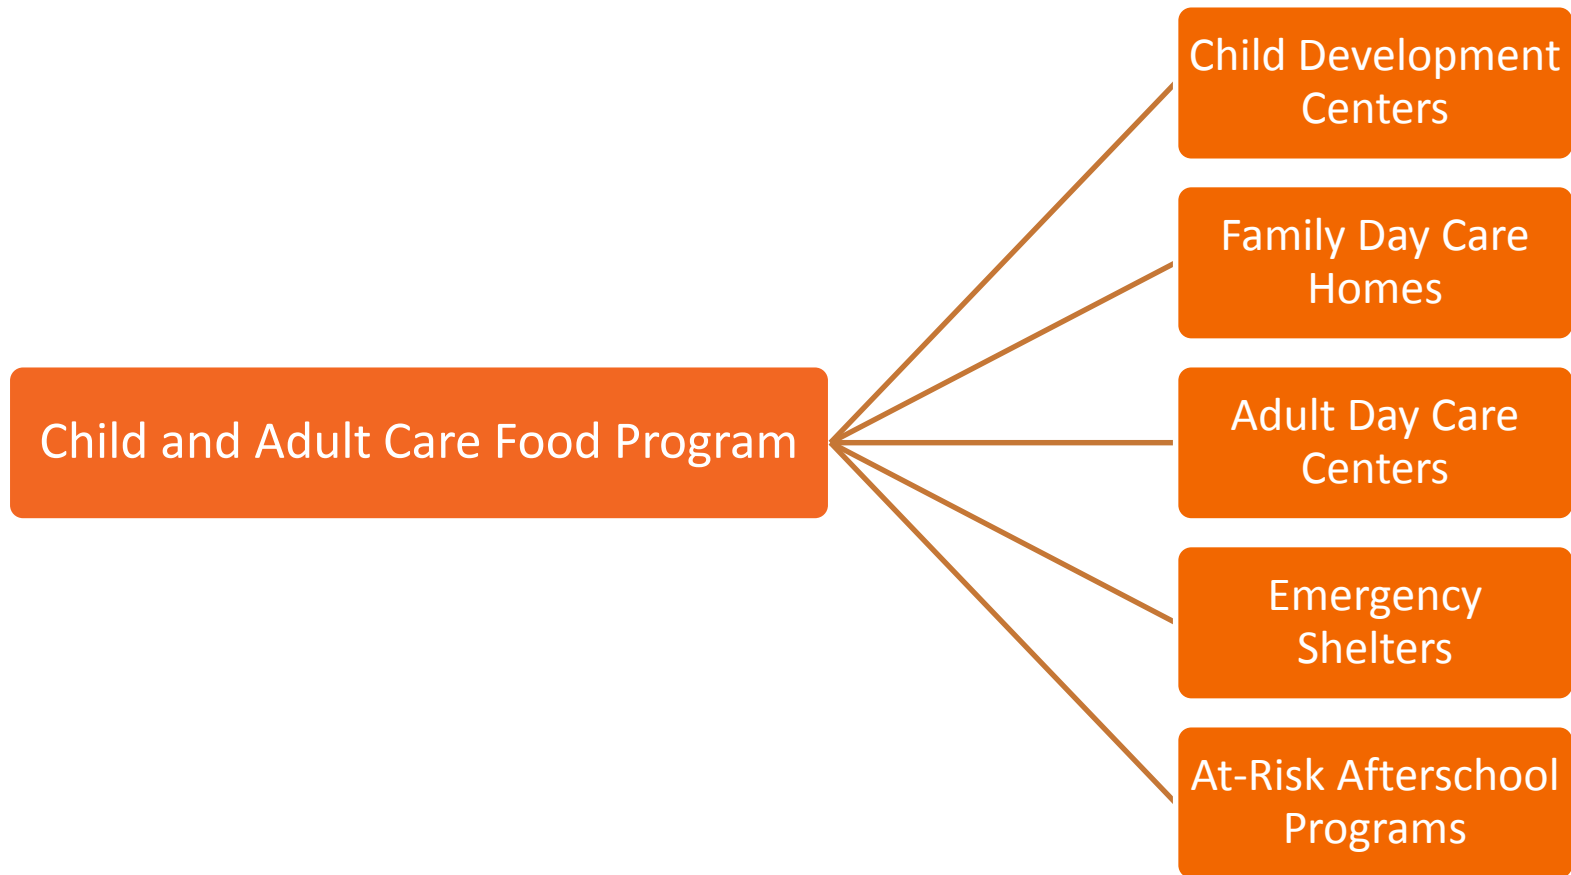 Child and Adult Care Food Program
Child Development
Centers
Family Day Care
Homes
Adult Day Care
Centers
Emergency
Shelters
At-Risk Afterschool
Programs